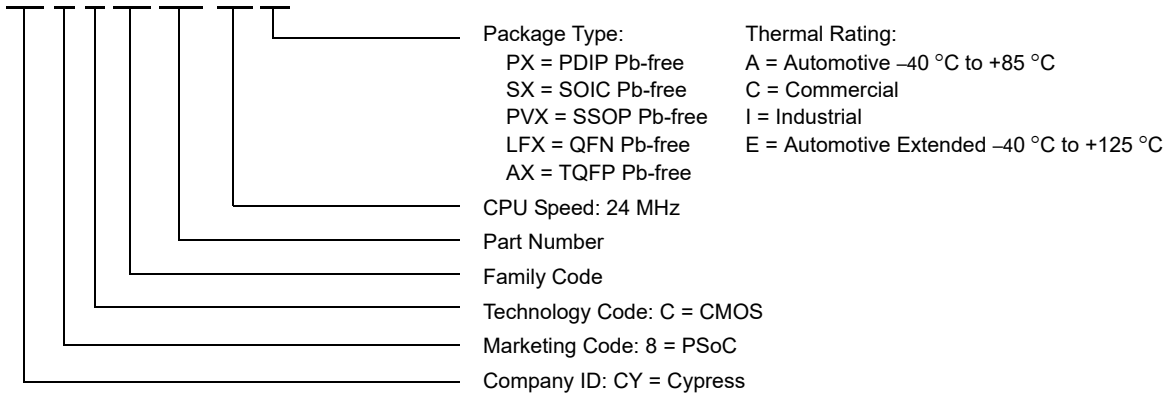 Package Type:
PX = PDIP Pb-free
SX = SOIC Pb-free
PVX = SSOP Pb-free
LFX = QFN Pb-free
AX = TQFP Pb-free
Thermal Rating:
A = Automotive –40 °C to +85 °C
C = Commercial
I = Industrial
E = Automotive Extended –40 °C to +125 °C
CPU Speed: 24 MHz
Part Number
Family Code
Technology Code: C = CMOS
Marketing Code: 8 = PSoC
Company ID: CY = Cypress